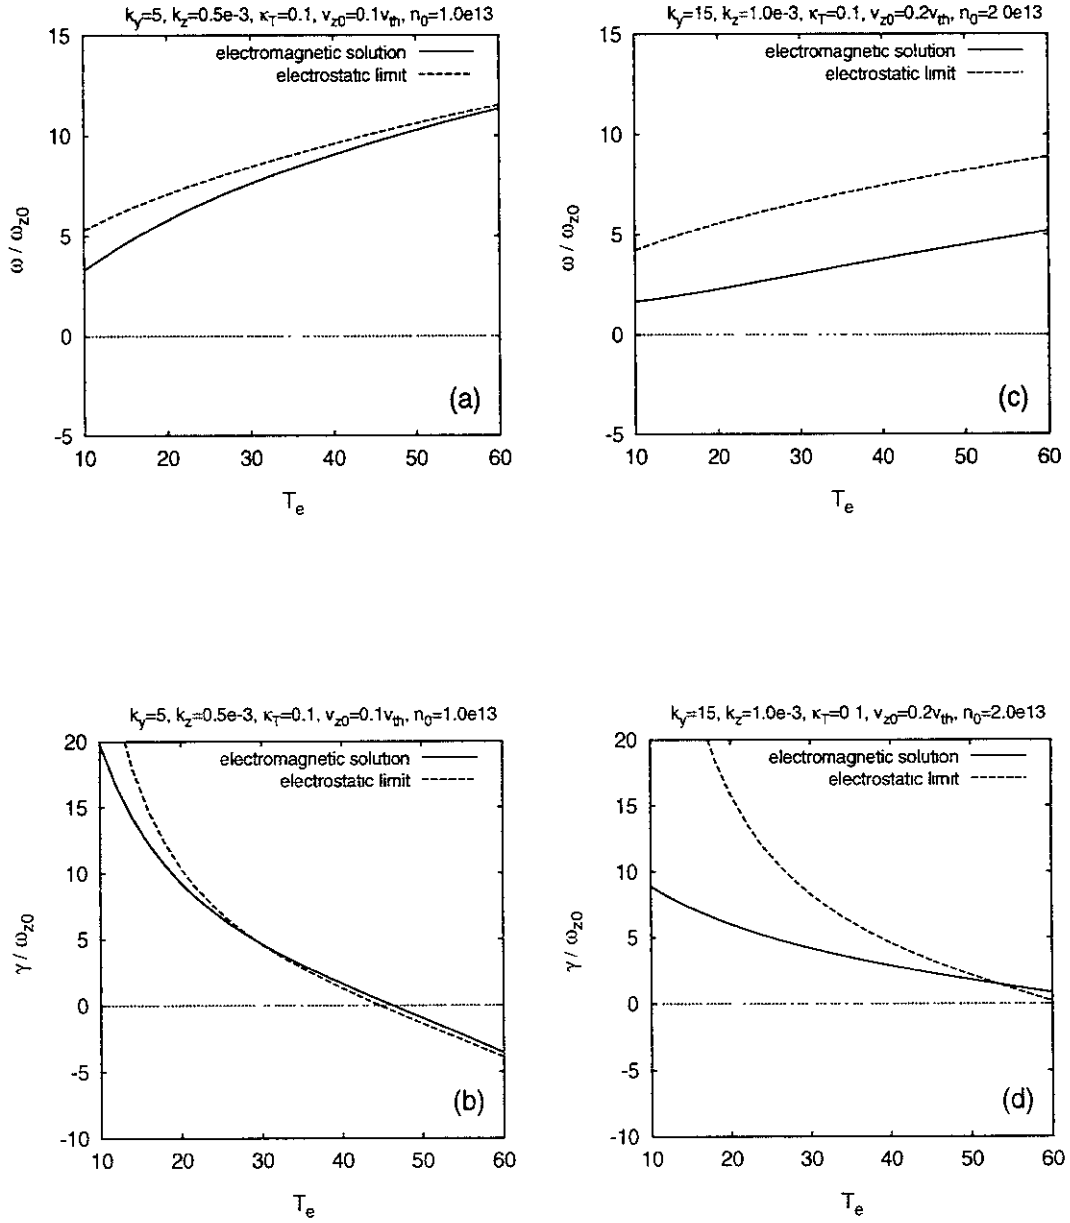 k_y=5, k_z=0.5e-3, κ_T=0.1, v_z0=0.1v_th, n_0=1.0e13
electromagnetic solution
electrostatic limit
15
10
5
0
-5
ω / ω_z0
(a)
10 20 30 40 50 60
T_e
k_y=15, k_z=1.0e-3, κ_T=0.1, v_z0=0.2v_th, n_0=2 0e13
electromagnetic solution
electrostatic limit
15
10
5
0
-5
ω / ω_z0
(c)
10 20 30 40 50 60
T_e
k_y=5, k_z=0.5e-3, κ_T=0.1, v_z0=0.1v_th, n_0=1.0e13
electromagnetic solution
electrostatic limit
20
15
10
5
0
-5
-10
γ / ω_z0
(b)
10 20 30 40 50 60
T_e
k_y=15, k_z=1.0e-3, κ_T=0 1, v_z0=0.2v_th, n_0=2.0e13
electromagnetic solution
electrostatic limit
20
15
10
5
0
-5
-10
γ / ω_z0
(d)
10 20 30 40 50 60
T_e